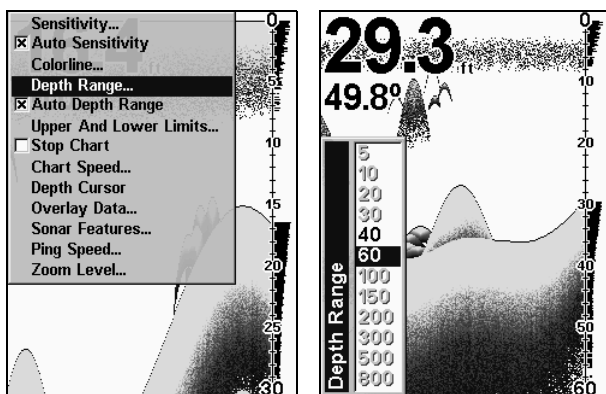 Sensitivity...
Auto Sensitivity
Colorline...
Depth Range...
Auto Depth Range
Upper And Lower Limits...
Stop Chart
Chart Speed...
Depth Cursor
Overlay Data...
Sonar Features...
Ping Speed...
Zoom Level...
0
5
10
15
20
25
30
29.3 ft
49.8º
Depth Range
5
10
20
30
40
60
100
150
200
300
500
800
0
10
20
30
40
50
60